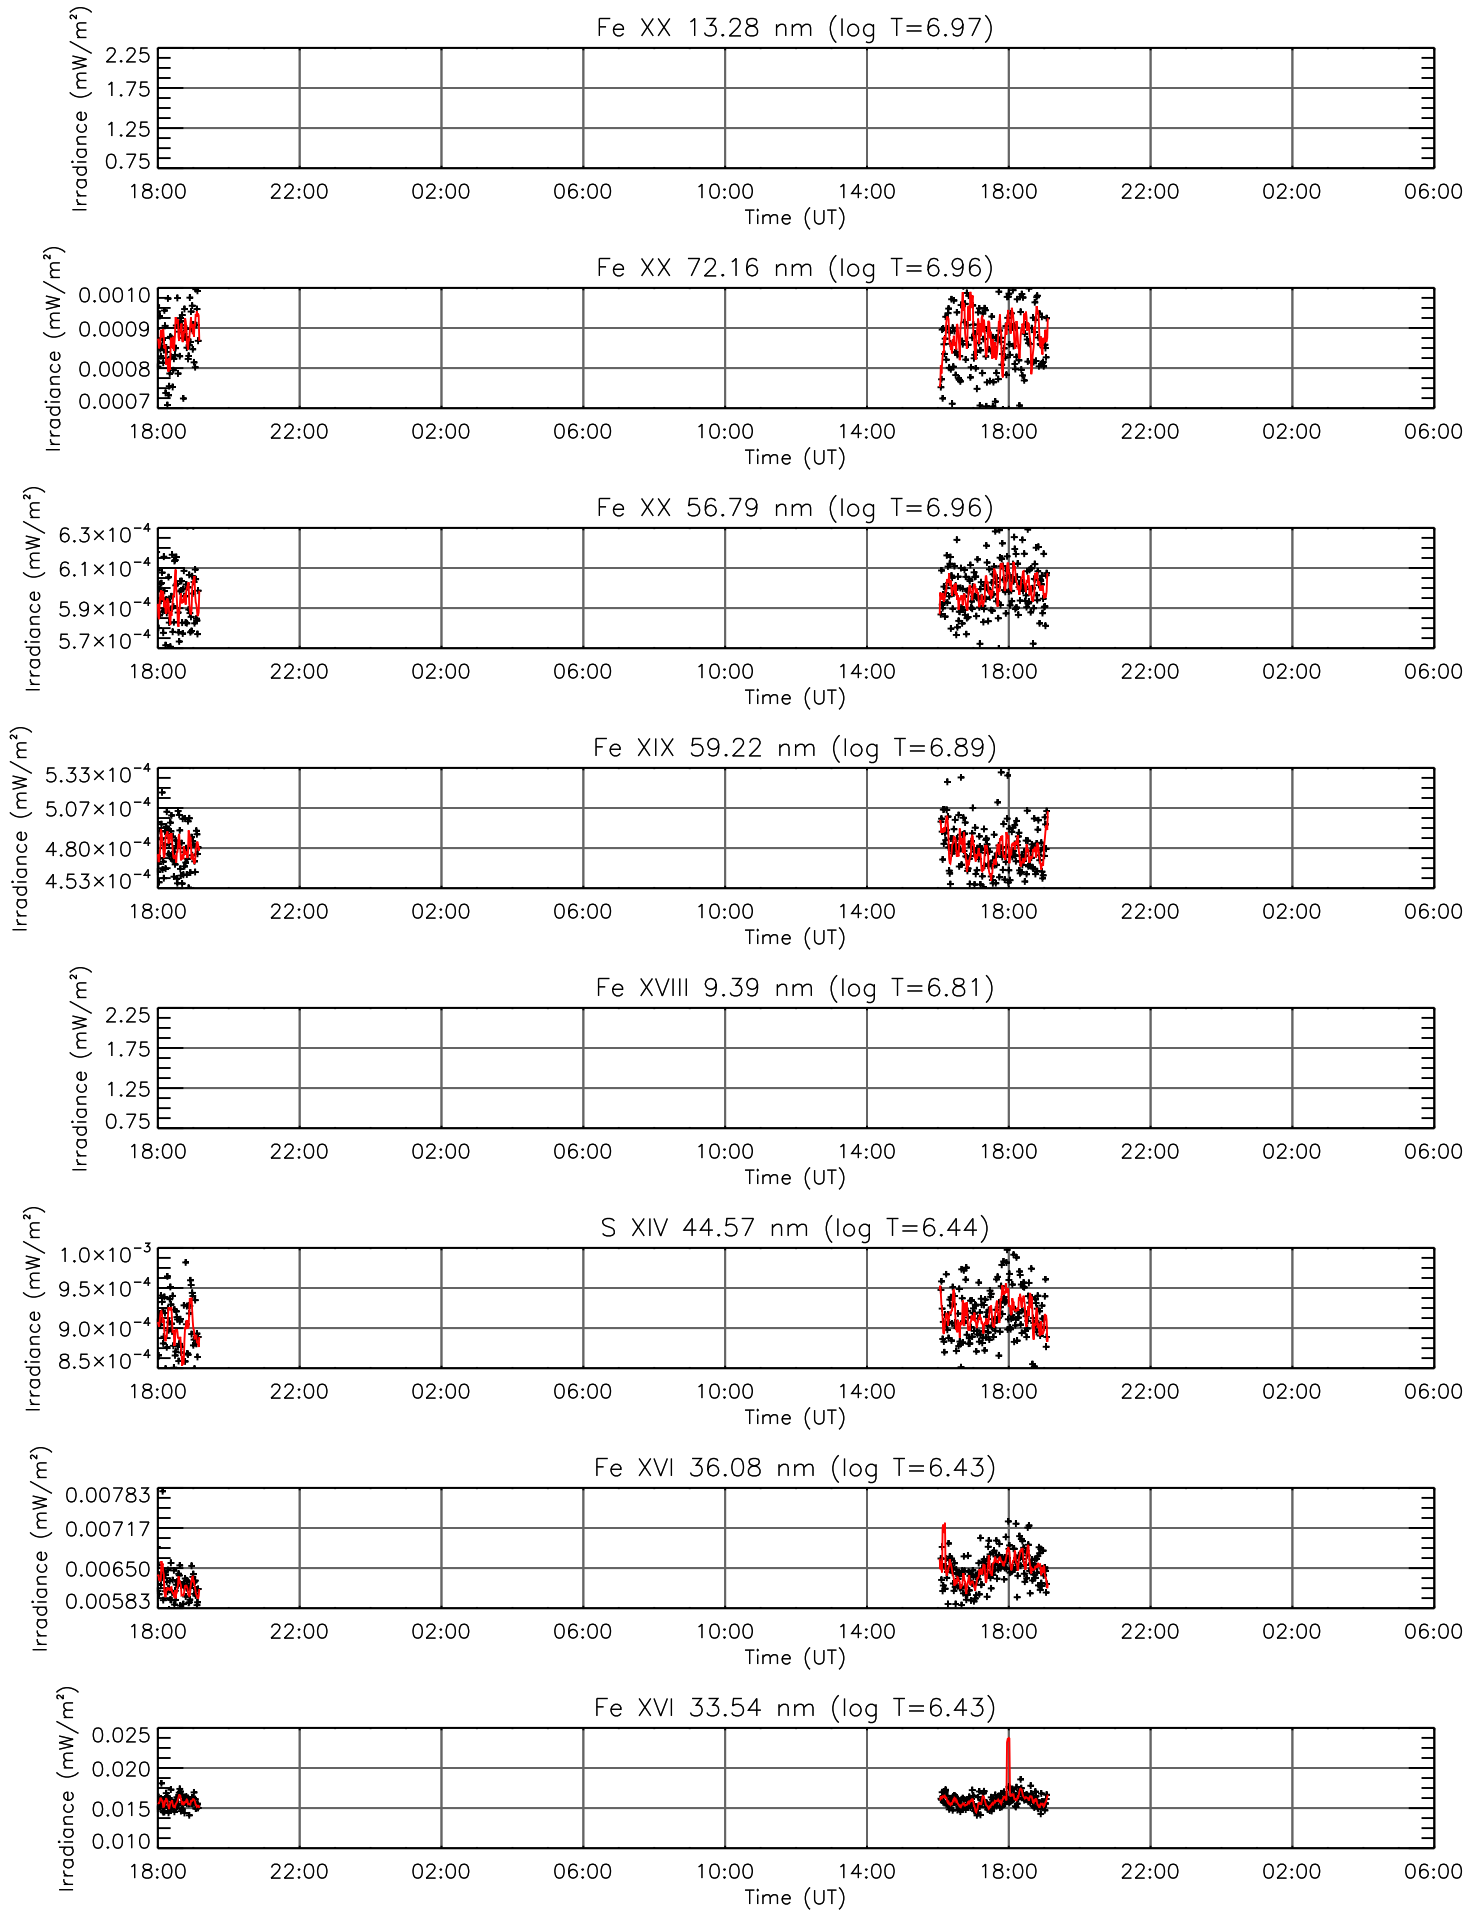 Fe XX 13.28 nm (log T=6.97)
Irradiance (mW/m²)
2.25
1.75
1.25
0.75
18:00 22:00 02:00 06:00 10:00 14:00 18:00 22:00 02:00 06:00
Time (UT)
Fe XX 72.16 nm (log T=6.96)
Irradiance (mW/m²)
0.0010
0.0009
0.0008
0.0007
18:00 22:00 02:00 06:00 10:00 14:00 18:00 22:00 02:00 06:00
Time (UT)
Fe XX 56.79 nm (log T=6.96)
Irradiance (mW/m²)
6.3×10⁻⁴
6.1×10⁻⁴
5.9×10⁻⁴
5.7×10⁻⁴
18:00 22:00 02:00 06:00 10:00 14:00 18:00 22:00 02:00 06:00
Time (UT)
Fe XIX 59.22 nm (log T=6.89)
Irradiance (mW/m²)
5.33×10⁻⁴
5.07×10⁻⁴
4.80×10⁻⁴
4.53×10⁻⁴
18:00 22:00 02:00 06:00 10:00 14:00 18:00 22:00 02:00 06:00
Time (UT)
Fe XVIII 9.39 nm (log T=6.81)
Irradiance (mW/m²)
2.25
1.75
1.25
0.75
18:00 22:00 02:00 06:00 10:00 14:00 18:00 22:00 02:00 06:00
Time (UT)
S XIV 44.57 nm (log T=6.44)
Irradiance (mW/m²)
1.0×10⁻³
9.5×10⁻⁴
9.0×10⁻⁴
8.5×10⁻⁴
18:00 22:00 02:00 06:00 10:00 14:00 18:00 22:00 02:00 06:00
Time (UT)
Fe XVI 36.08 nm (log T=6.43)
Irradiance (mW/m²)
0.00783
0.00717
0.00650
0.00583
18:00 22:00 02:00 06:00 10:00 14:00 18:00 22:00 02:00 06:00
Time (UT)
Fe XVI 33.54 nm (log T=6.43)
Irradiance (mW/m²)
0.025
0.020
0.015
0.010
18:00 22:00 02:00 06:00 10:00 14:00 18:00 22:00 02:00 06:00
Time (UT)